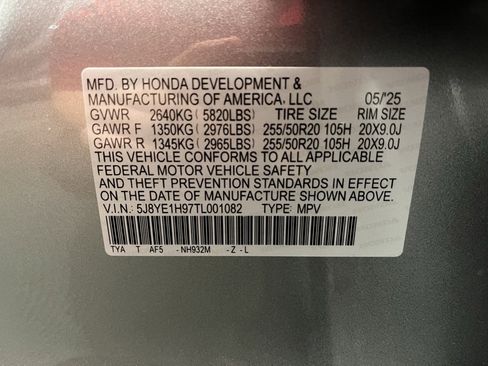 MFD. BY HONDA DEVELOPMENT &
MANUFACTURING OF AMERICA, LLC 05/'25
GVWR 2640KG (5820LBS) TIRE SIZE RIM SIZE
GAWR F 1350KG (2976LBS) 255/50R20 105H 20X9.0J
GAWR R 1345KG (2965LBS) 255/50R20 105H 20X9.0J
THIS VEHICLE CONFORMS TO ALL APPLICABLE
FEDERAL MOTOR VEHICLE SAFETY
AND THEFT PREVENTION STANDARDS IN EFFECT
ON THE DATE OF MANUFACTURE SHOWN ABOVE.
V.I.N.: 5J8YE1H97TL001082 TYPE: MPV
TYA T AF5 - NH932M - Z - L